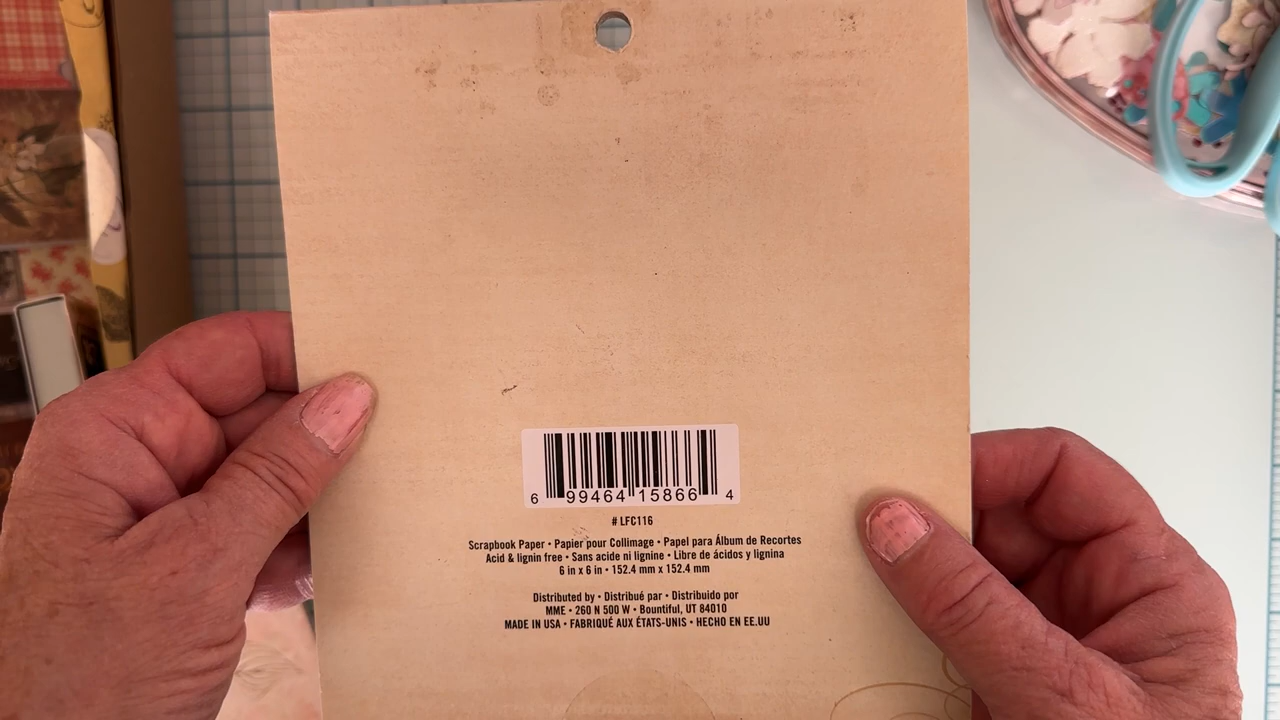 6 99464 15866 4
# LFC116
Scrapbook Paper • Papier pour Collimage • Papel para Álbum de Recortes
Acid & lignin free • Sans acide ni lignine • Libre de ácidos y lignina
6 in x 6 in • 152.4 mm x 152.4 mm
Distributed by • Distribué par • Distribuido por
MME • 260 N 500 W • Bountiful, UT 84010
MADE IN USA • FABRIQUÉ AUX ÉTATS-UNIS • HECHO EN EE.UU